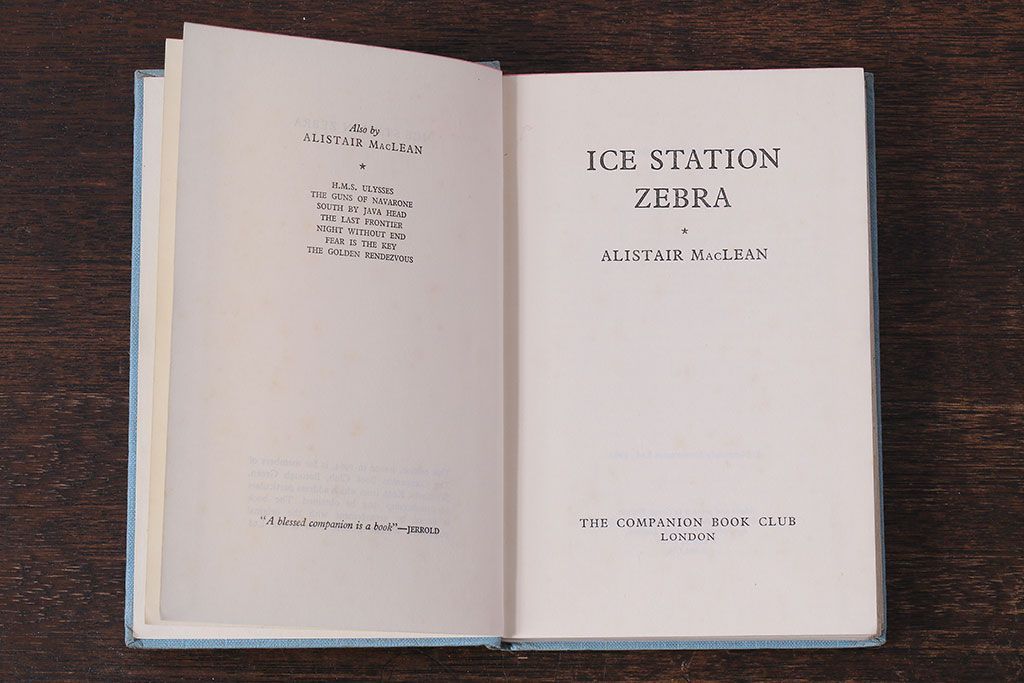 Also by
ALISTAIR MACLEAN
*
H.M.S. ULYSSES
THE GUNS OF NAVARONE
SOUTH BY JAVA HEAD
THE LAST FRONTIER
NIGHT WITHOUT END
FEAR IS THE KEY
THE GOLDEN RENDEZVOUS
"A blessed companion is a book"—JERROLD
ICE STATION
ZEBRA
*
ALISTAIR MACLEAN
THE COMPANION BOOK CLUB
LONDON